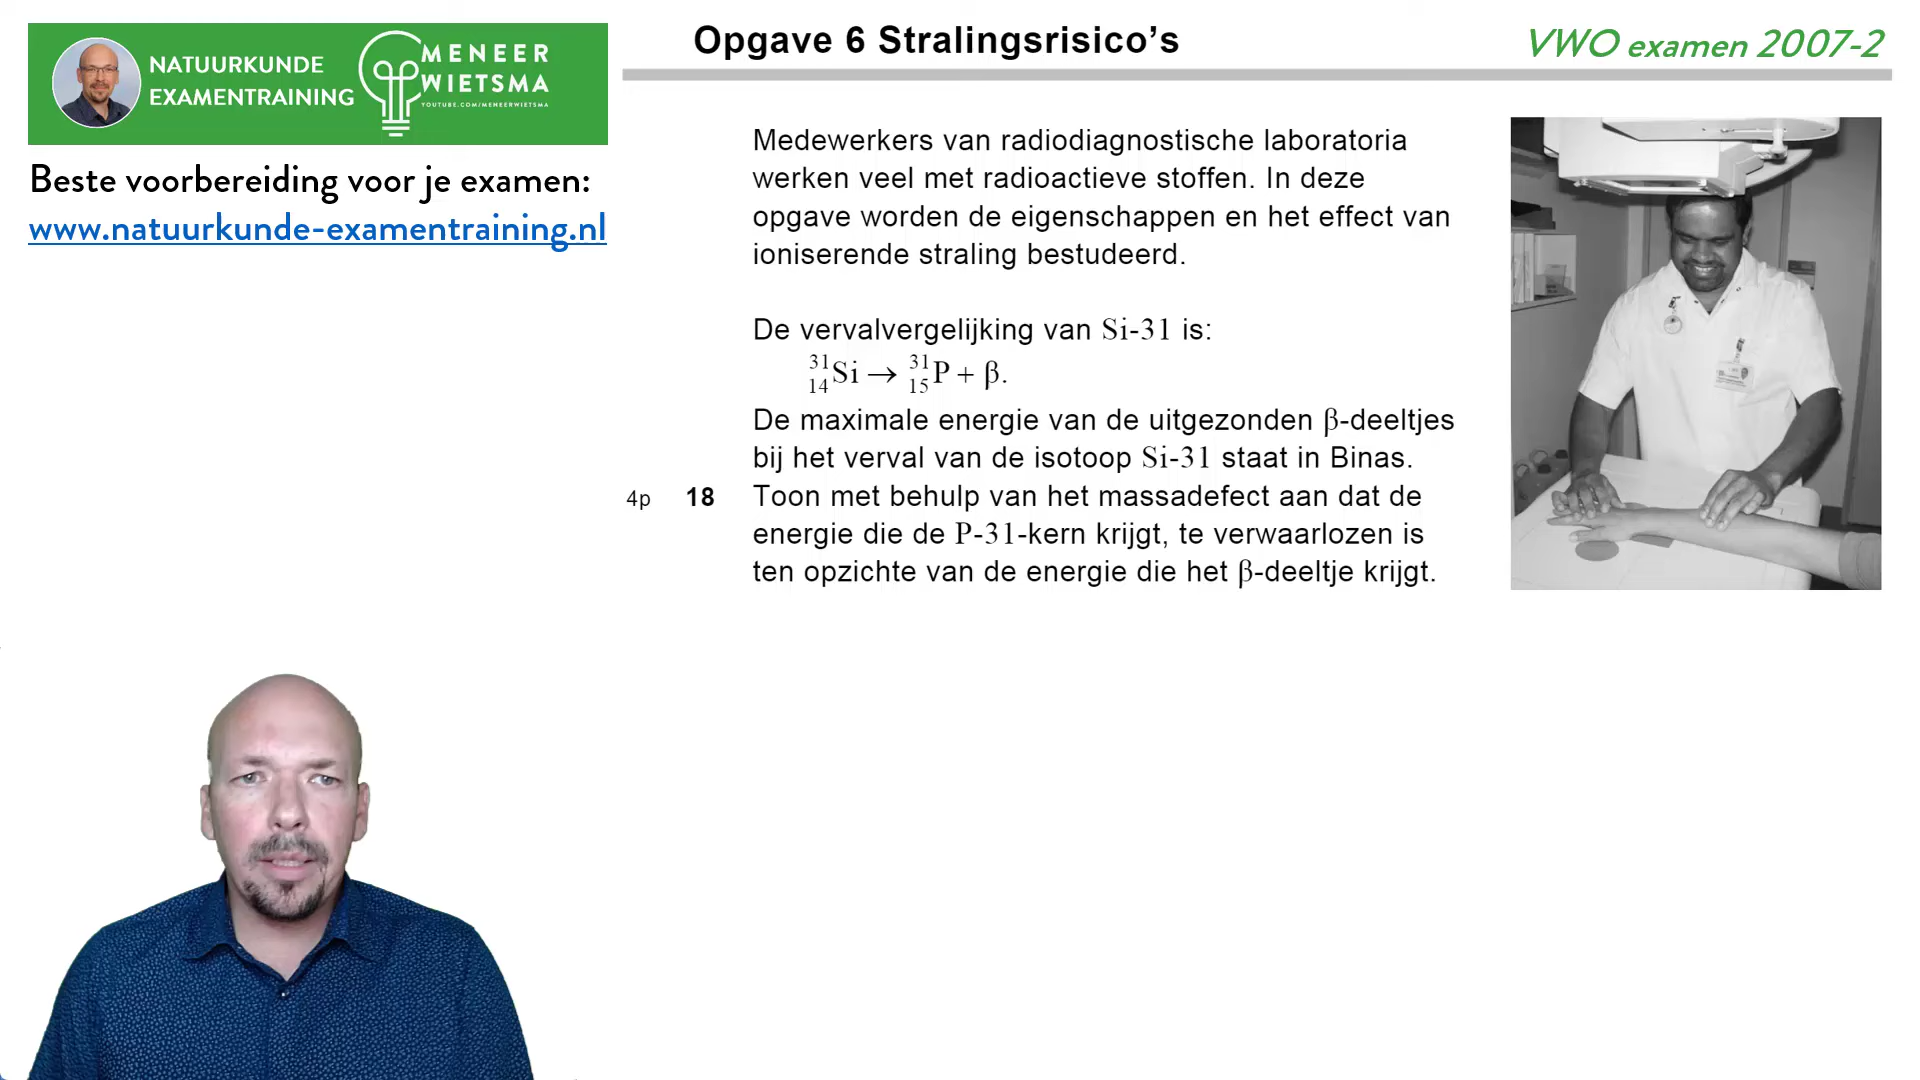 NATUURKUNDE
EXAMENTRAINING
MENEER
WIETSMA
YOUTUBE.COM/MENEERWIETSMA
Beste voorbereiding voor je examen:
www.natuurkunde-examentraining.nl
Opgave 6 Stralingsrisico's
VWO examen 2007-2
Medewerkers van radiodiagnostische laboratoria
werken veel met radioactieve stoffen. In deze
opgave worden de eigenschappen en het effect van
ioniserende straling bestudeerd.
De vervalvergelijking van Si-31 is:
³¹₁₄Si → ³¹₁₅P + β.
De maximale energie van de uitgezonden β-deeltjes
bij het verval van de isotoop Si-31 staat in Binas.
4p 18 Toon met behulp van het massadefect aan dat de
energie die de P-31-kern krijgt, te verwaarlozen is
ten opzichte van de energie die het β-deeltje krijgt.